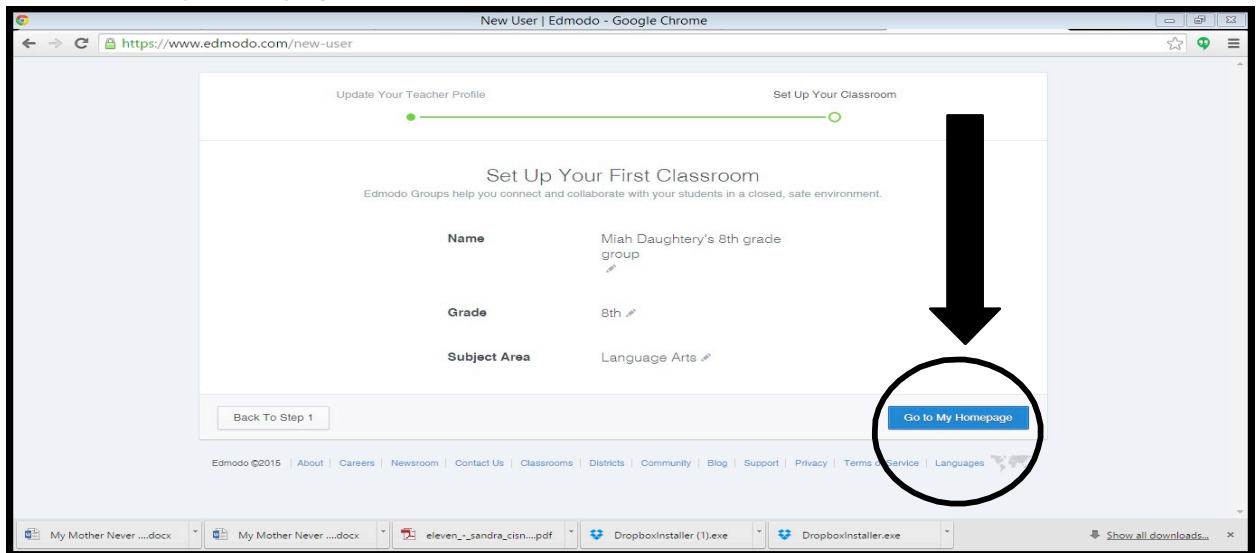 New User | Edmodo - Google Chrome
https://www.edmodo.com/new-user
Update Your Teacher Profile
Set Up Your Classroom
Set Up Your First Classroom
Edmodo Groups help you connect and collaborate with your students in a closed, safe environment.
Name
Miah Daughtery's 8th grade
group
Grade
8th
Subject Area
Language Arts
Back To Step 1
Go to My Homepage
Edmodo ©2015 | About | Careers | Newsroom | Contact Us | Classrooms | Districts | Community | Blog | Support | Privacy | Terms of Service | Languages
My Mother Never ....docx
My Mother Never ....docx
eleven_-_sandra_cisn....pdf
DropboxInstaller (1).exe
DropboxInstaller.exe
Show all downloads...